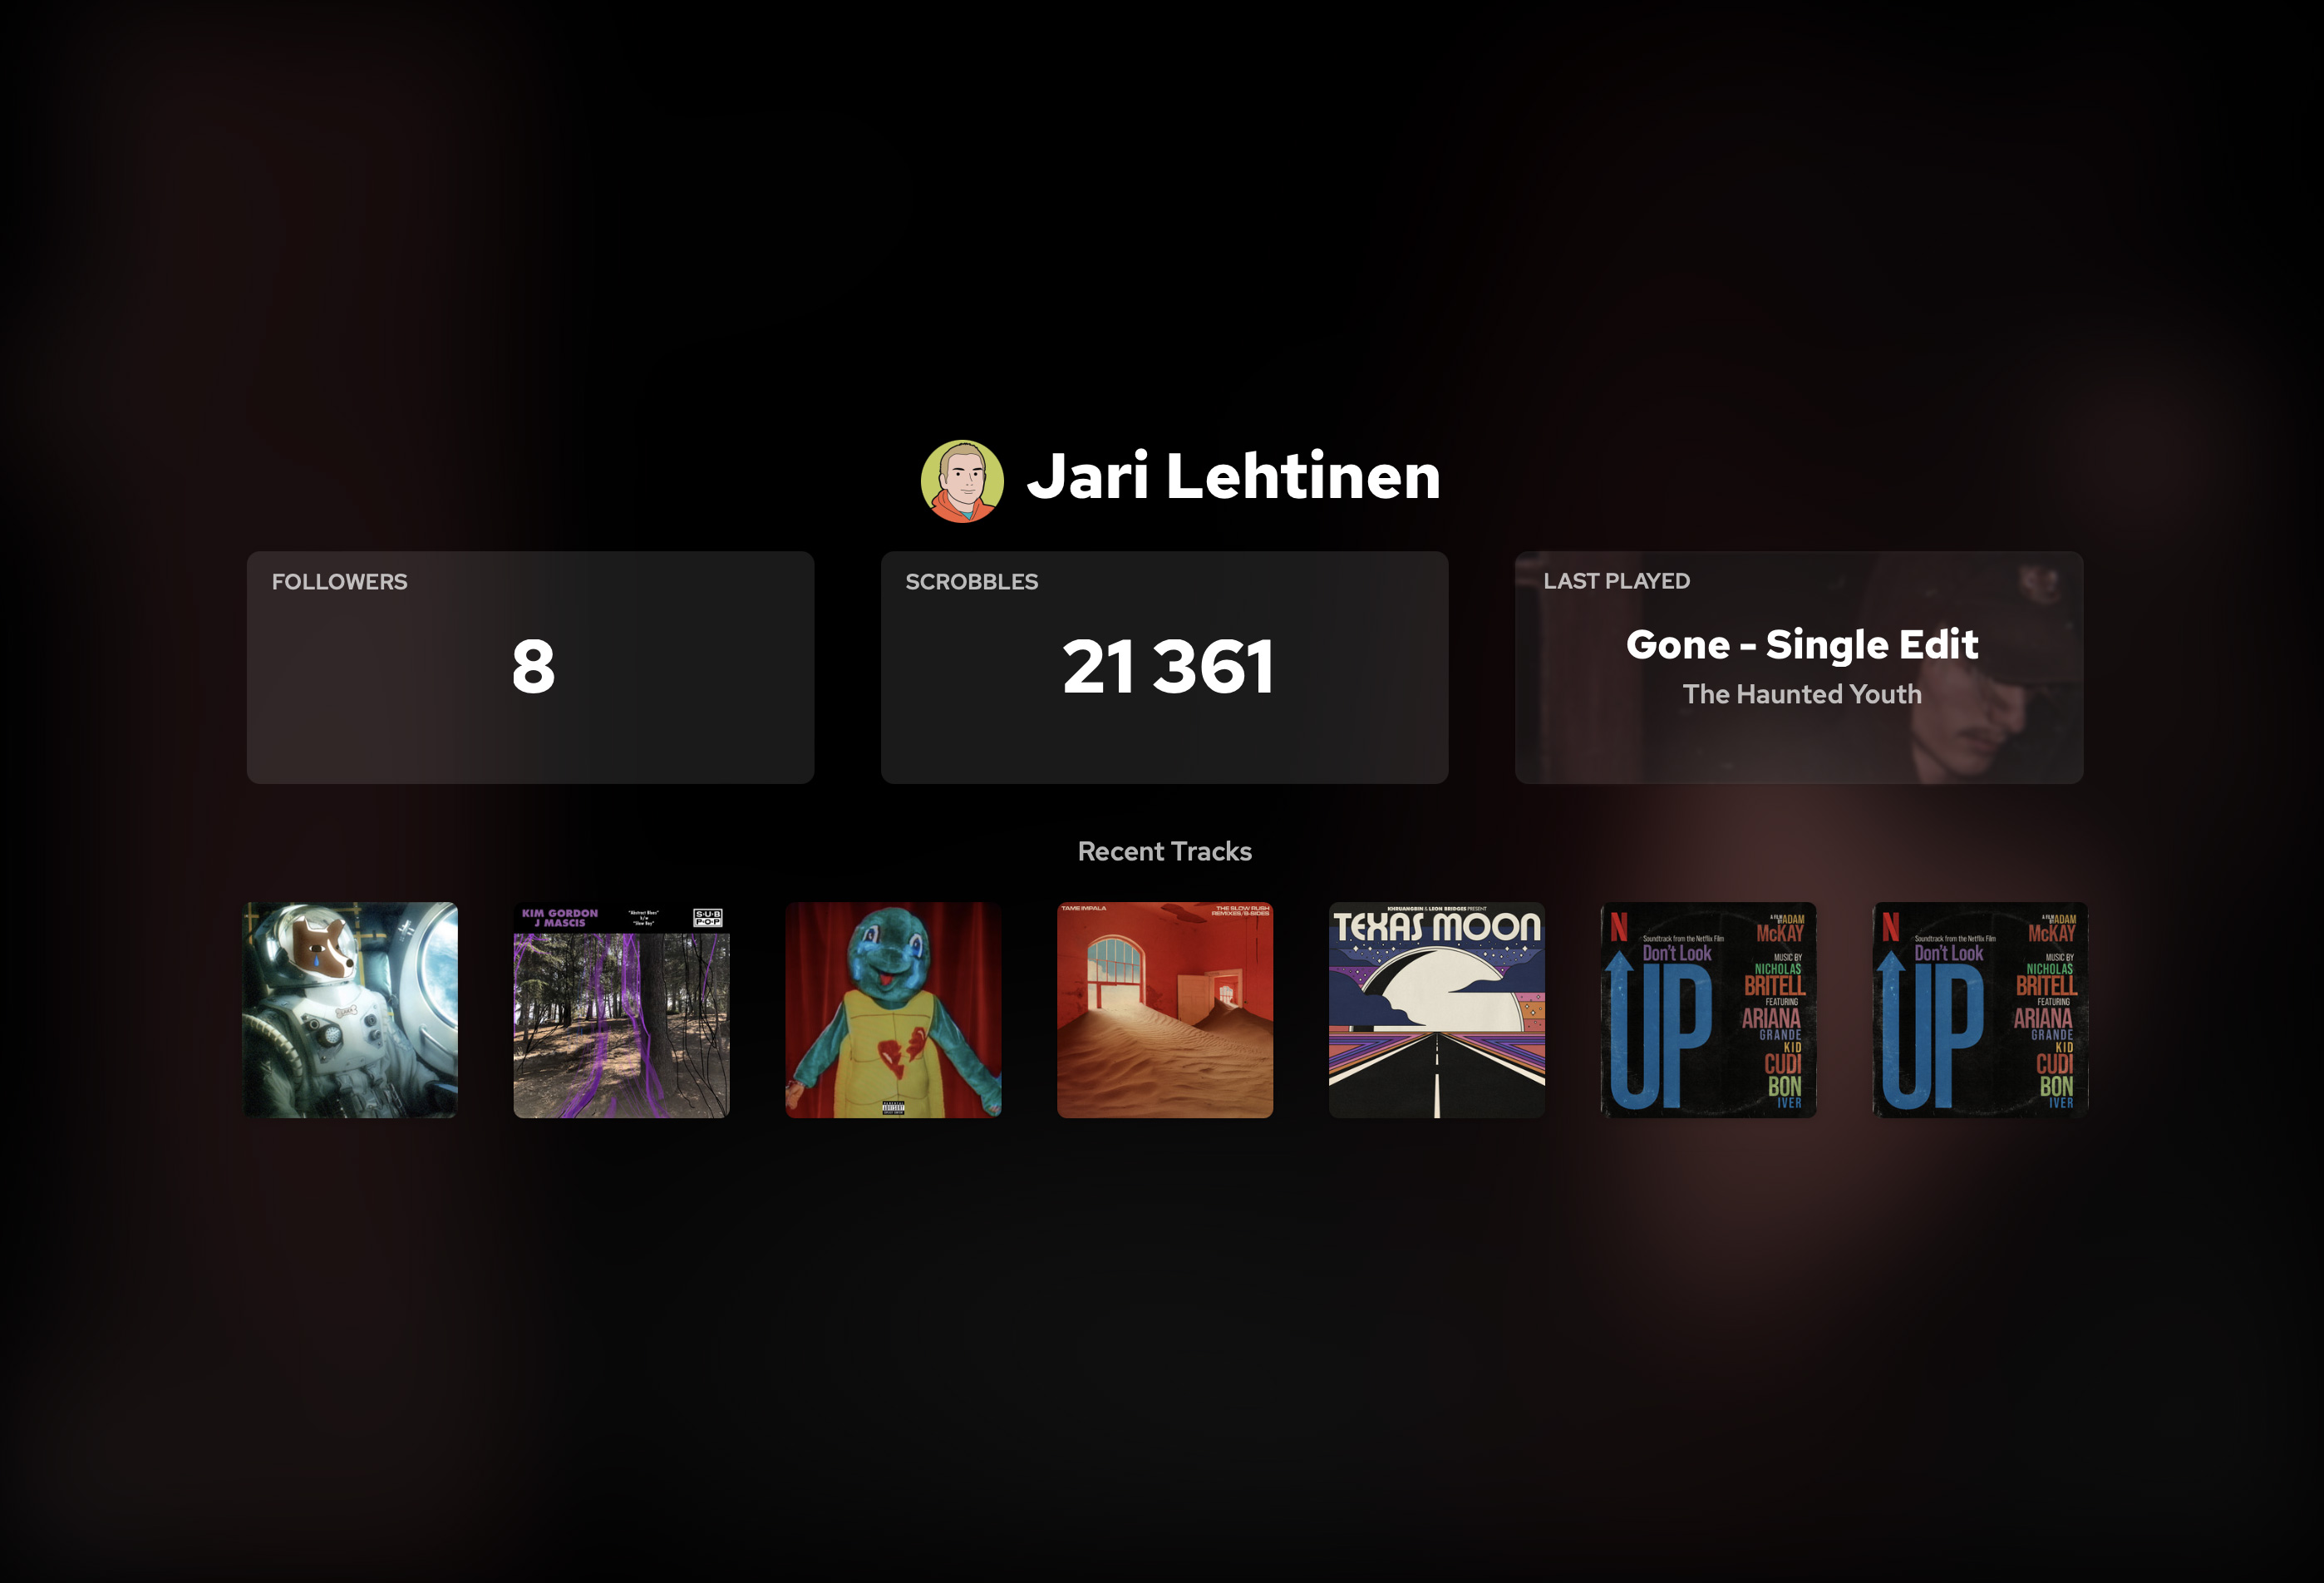 Jari Lehtinen
FOLLOWERS
8
SCROBBLES
21 361
LAST PLAYED
Gone - Single Edit
The Haunted Youth
Recent Tracks
KIM GORDON
J MASCIS
"Abstract Blues"
b/w
"Slow Boy"
SUB
POP
TAME IMPALA
THE SLOW RUSH
REMIXES/B-SIDES
KHRUANGBIN & LEON BRIDGES PRESENT
TEXAS MOON
N
A FILM BY ADAM
McKAY
Soundtrack from the Netflix Film
Don't Look
UP
MUSIC BY
NICHOLAS
BRITELL
FEATURING
ARIANA
GRANDE
KID
CUDI
BON
IVER
N
A FILM BY ADAM
McKAY
Soundtrack from the Netflix Film
Don't Look
UP
MUSIC BY
NICHOLAS
BRITELL
FEATURING
ARIANA
GRANDE
KID
CUDI
BON
IVER